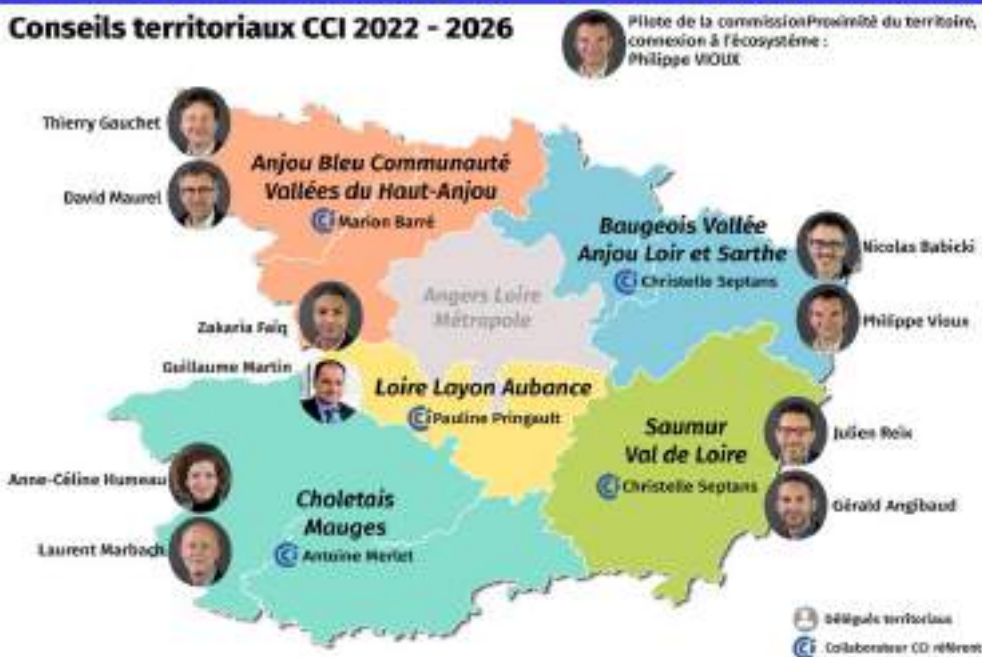 Conseils territoriaux CCI 2022 - 2026
Pilote de la commissionProximité du territoire,
connexion à l'écosystème :
Philippe VIOUX
Thierry Gauchet
David Maurel
Anjou Bleu Communauté
Vallées du Haut-Anjou
Marion Barré
Baugeois Vallée
Anjou Loir et Sarthe
Christelle Septans
Nicolas Babicki
Philippe Vioux
Angers Loire
Métropole
Zakaria Faiq
Guillaume Martin
Loire Layon Aubance
Pauline Pringault
Saumur
Val de Loire
Christelle Septans
Julien Reix
Gérald Angibaud
Anne-Céline Humeau
Laurent Marbach
Choletais
Mauges
Antoine Merlet
Délégués territoriaux
Collaborateur CCI référent